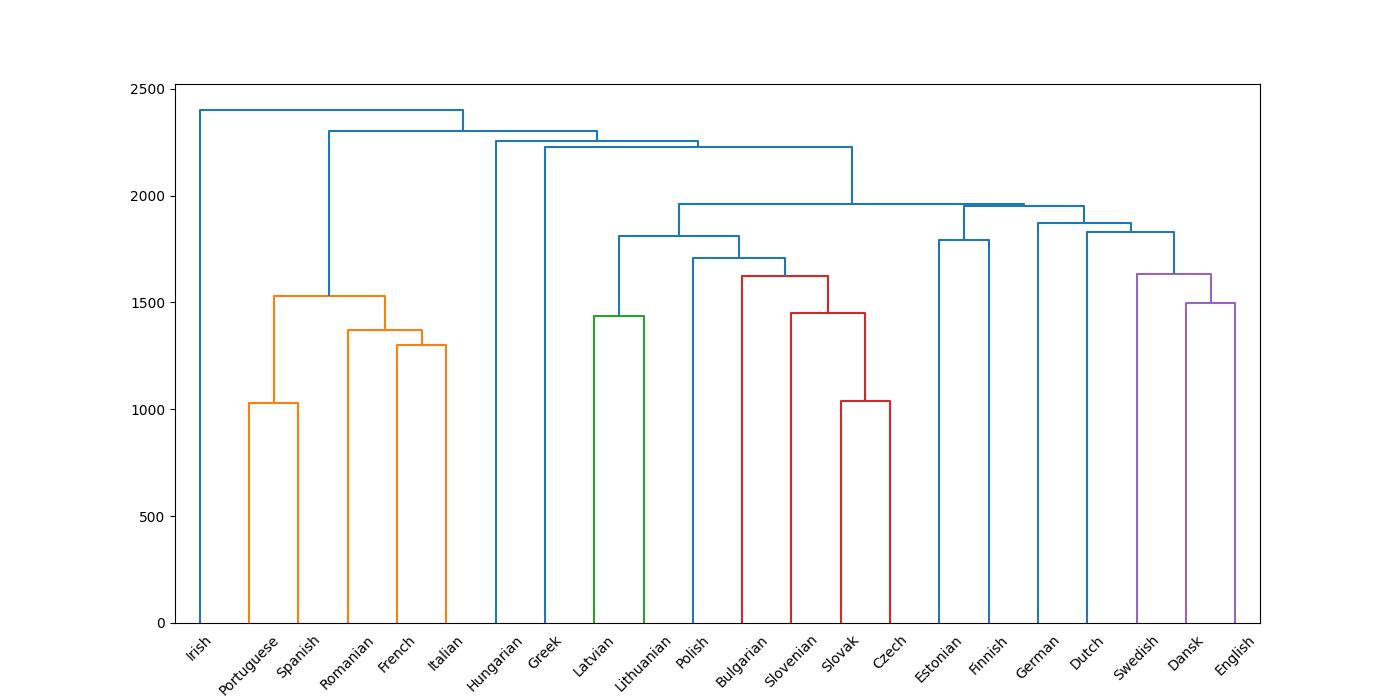 2500
2000
1500
1000
500
0
Irish
Portuguese
Spanish
Romanian
French
Italian
Hungarian
Greek
Latvian
Lithuanian
Polish
Bulgarian
Slovenian
Slovak
Czech
Estonian
Finnish
German
Dutch
Swedish
Dansk
English